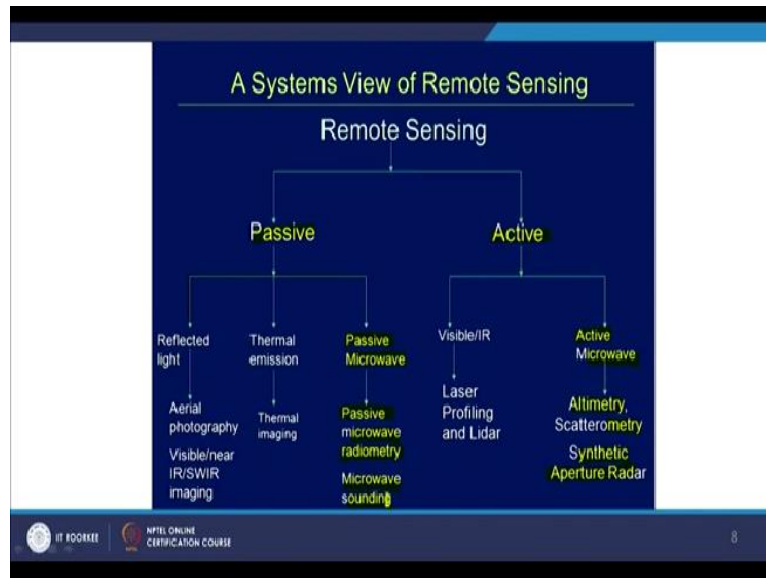 A Systems View of Remote Sensing
Remote Sensing
Passive
Active
Reflected
light
Thermal
emission
Passive
Microwave
Visible/IR
Active
Microwave
Aerial
photography
Visible/near
IR/SWIR
imaging
Thermal
imaging
Passive
microwave
radiometry
Microwave
sounding
Laser
Profiling
and Lidar
Altimetry,
Scatterometry
Synthetic
Aperture Radar
IIT ROORKEE
NPTEL ONLINE
CERTIFICATION COURSE
8